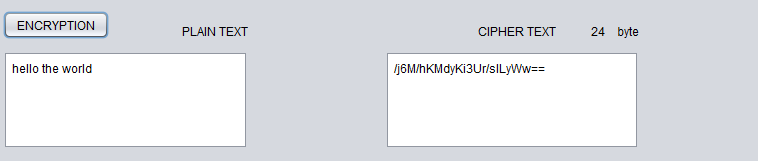 ENCRYPTION
PLAIN TEXT
CIPHER TEXT 24 byte
hello the world
/j6M/hKMdyKi3Ur/sILyWw==